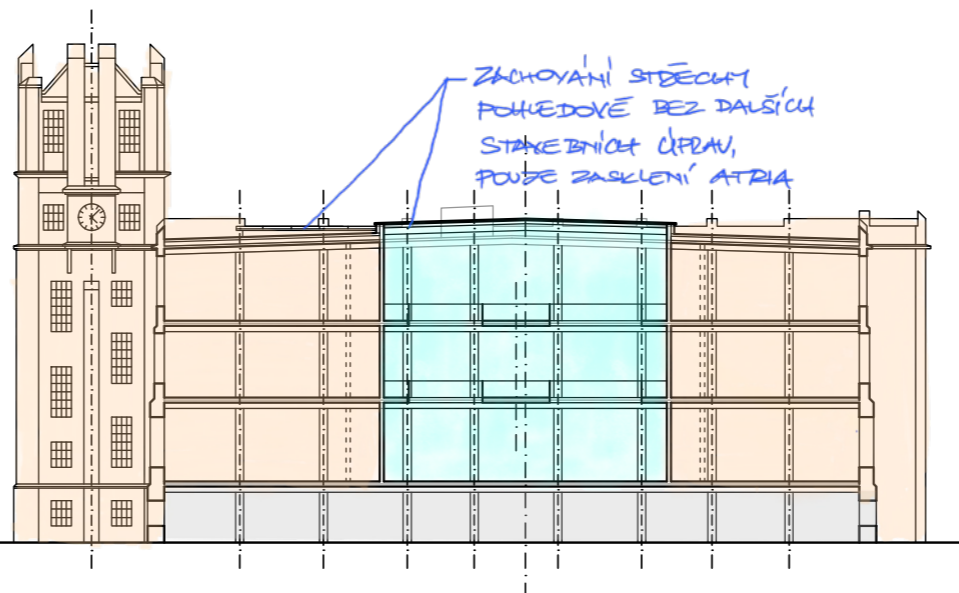 ZACHOVÁNÍ STŘECHY
POHLEDOVĚ BEZ DALŠÍCH
STAVEBNÍCH ÚPRAV,
POUZE ZASKLENÍ ATRIA